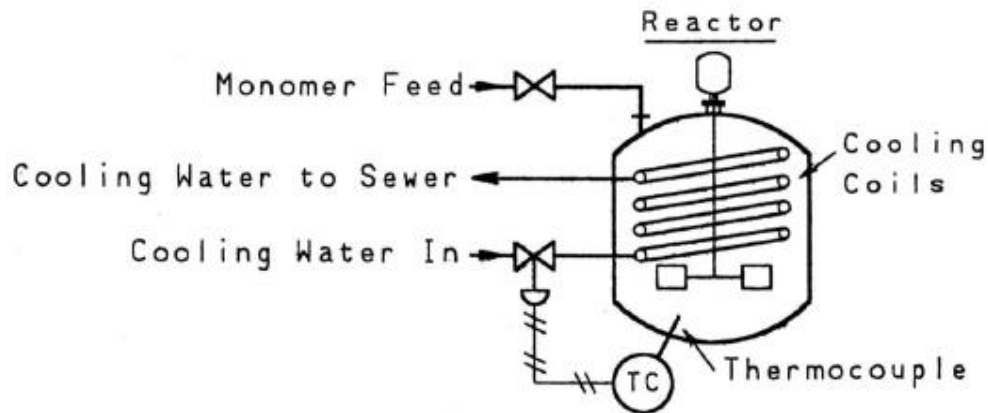 Reactor
Monomer Feed
Cooling Water to Sewer
Cooling
Coils
Cooling Water In
Thermocouple
TC